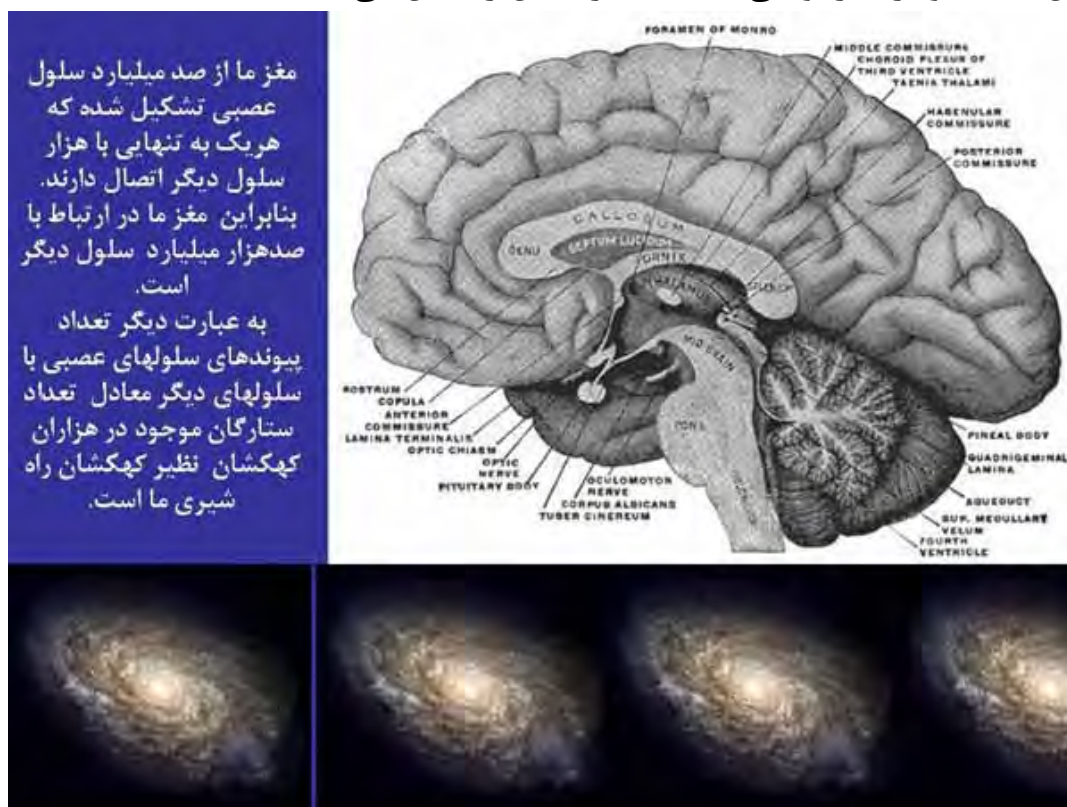 مغز ما از صد میلیارد سلول
عصبی تشکیل شده که
هریک به تنهایی با هزار
سلول دیگر اتصال دارند.
بنابراین مغز ما در ارتباط با
صدهزار میلیارد سلول دیگر
است.
به عبارت دیگر تعداد
پیوندهای سلولهای عصبی با
سلولهای دیگر معادل تعداد
ستارگان موجود در هزاران
کهکشان نظیر کهکشان راه
شیری ما است.
FORAMEN OF MONRO
MIDDLE COMMISSURE
CHOROID PLEXUS OF
THIRD VENTRICLE
TAENIA THALAMI
HABENULAR
COMMISSURE
POSTERIOR
COMMISSURE
CALLOSUM
GENU
SEPTUM LUCIDUM
FORNIX
THALAMUS
SPLENIUM
MID BRAIN
PONS
ROSTRUM
COPULA
ANTERIOR
COMMISSURE
LAMINA TERMINALIS
OPTIC CHIASM
OPTIC
NERVE
PITUITARY BODY
OCULOMOTOR
NERVE
CORPUS ALBICANS
TUBER CINEREUM
PINEAL BODY
QUADRIGEMINAL
LAMINA
AQUEDUCT
SUP. MEDULLARY
VELUM
FOURTH
VENTRICLE